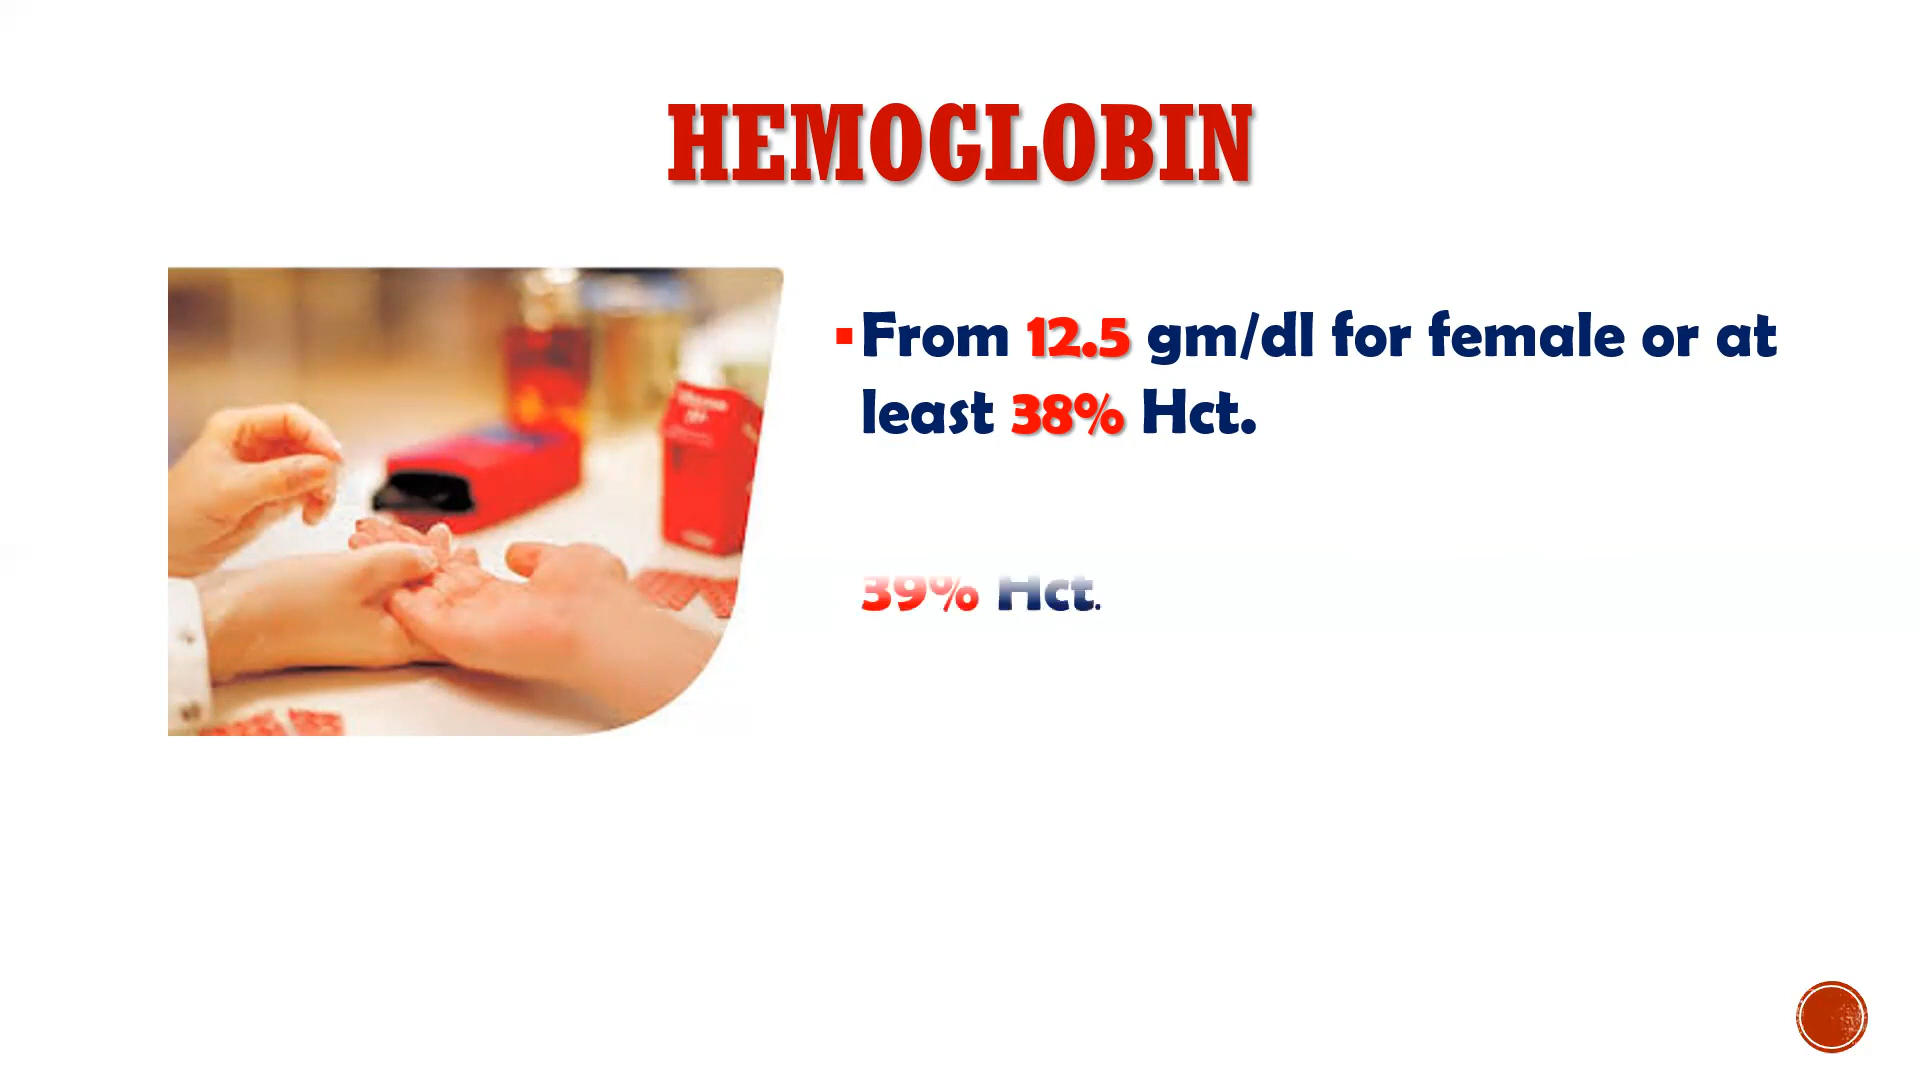 HEMOGLOBIN
From 12.5 gm/dl for female or at
least 38% Hct.
39% Hct.